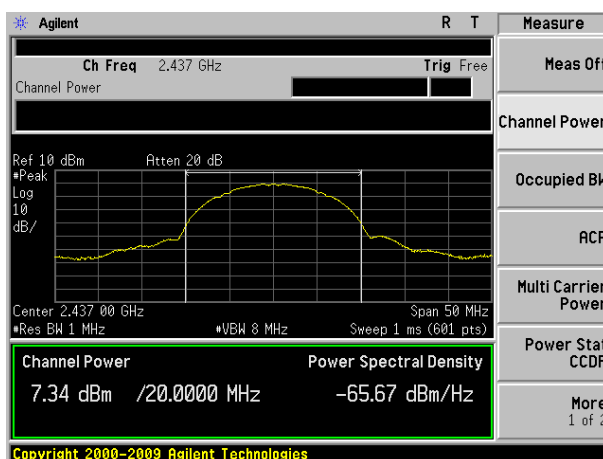 Agilent R T Measure
Ch Freq 2.437 GHz Trig Free
Channel Power
Meas Off
Channel Power
Ref 10 dBm Atten 20 dB
#Peak
Log
10
dB/
Occupied
ACP
Multi Carrier
Power
Center 2.437 00 GHz Span 50 MHz
#Res BW 1 MHz #VBW 8 MHz Sweep 1 ms (601 pts)
Power Stat
CCDF
Channel Power Power Spectral Density
7.34 dBm /20.0000 MHz -65.67 dBm/Hz
More
1 of 2
Copyright 2000-2009 Agilent Technologies